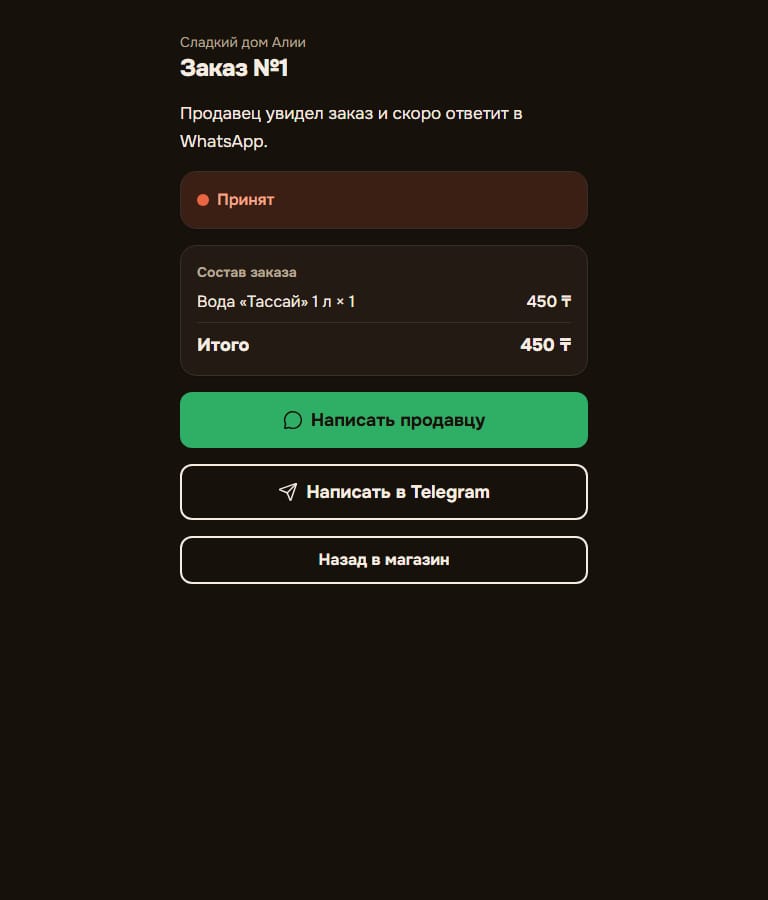 Сладкий дом Алии
Заказ №1
Продавец увидел заказ и скоро ответит в
WhatsApp.
Принят
Состав заказа
Вода «Тассай» 1 л × 1 450 ₸
Итого 450 ₸
Написать продавцу
Написать в Telegram
Назад в магазин